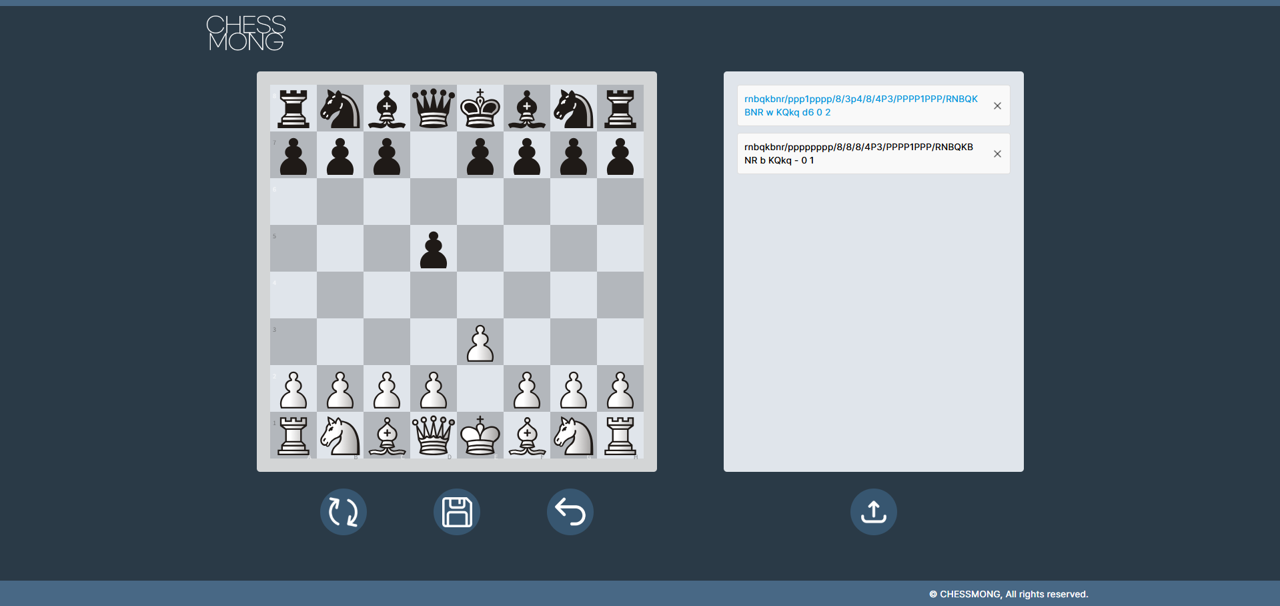 CHESS
MONG
rnbqkbnr/ppp1pppp/8/3p4/8/4P3/PPPP1PPP/RNBQK
BNR w KQkq d6 0 2
rnbqkbnr/pppppppp/8/8/8/4P3/PPPP1PPP/RNBQKB
NR b KQkq - 0 1
© CHESSMONG, All rights reserved.